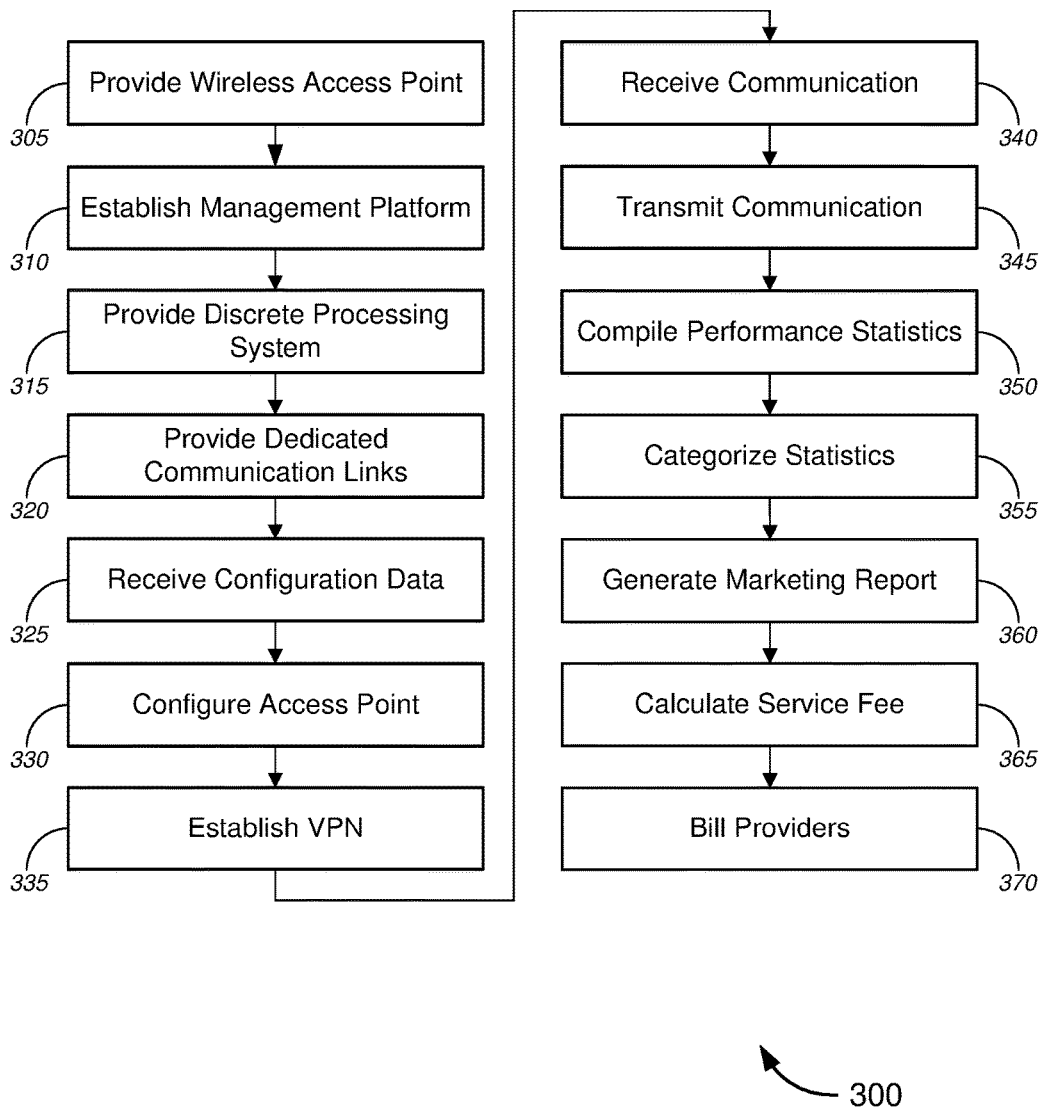 Provide Wireless Access Point
305
Establish Management Platform
310
Provide Discrete Processing
System
315
Provide Dedicated
Communication Links
320
Receive Configuration Data
325
Configure Access Point
330
Establish VPN
335
Receive Communication
340
Transmit Communication
345
Compile Performance Statistics
350
Categorize Statistics
355
Generate Marketing Report
360
Calculate Service Fee
365
Bill Providers
370
300